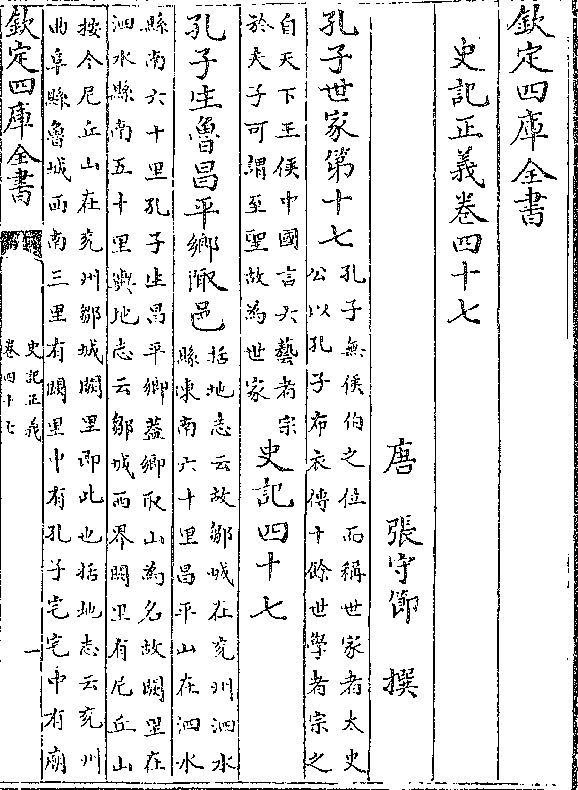 欽定四庫全書
史記正義卷四十七
唐 張守節 撰
孔子世家第十七
孔子無侯伯之位而稱世家者太史
公以孔子布衣傳十餘世學者宗之
自天下王侯中國言六藝者宗
於夫子可謂至聖故為世家
史記四十七
孔子生魯昌平鄉陬邑
括地志云故鄒城在兖州泗水
縣東南六十里昌平山在泗水
縣南六十里孔子生昌平鄉葢鄉取山為名故闕里在
泗水縣南五十里輿地志云鄒城西界闕里有尼丘山
按今尼丘山在兖州鄒城闕里即此也括地志云兖州
曲阜縣魯城西南三里有闕里中有孔子宅宅中有廟
欽定四庫全書
史記正義
卷四十七
一